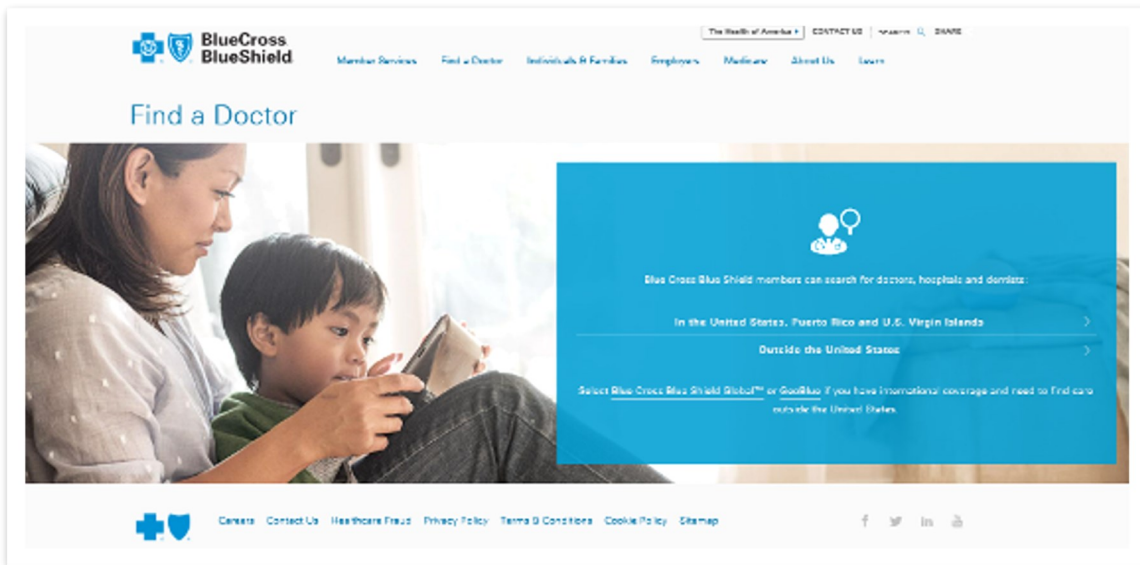 BlueCross
BlueShield
The Health of America CONTACT US SEARCH SHARE
Member Services Find a Doctor Individuals & Families Employers Medicare About Us Learn
Find a Doctor
Blue Cross Blue Shield members can search for doctors, hospitals and dentists:
In the United States, Puerto Rico and U.S. Virgin Islands
Outside the United States
Select Blue Cross Blue Shield Global™ or GeoBlue if you have international coverage and need to find care
outside the United States.
Careers Contact Us Healthcare Fraud Privacy Policy Terms & Conditions Cookie Policy Sitemap